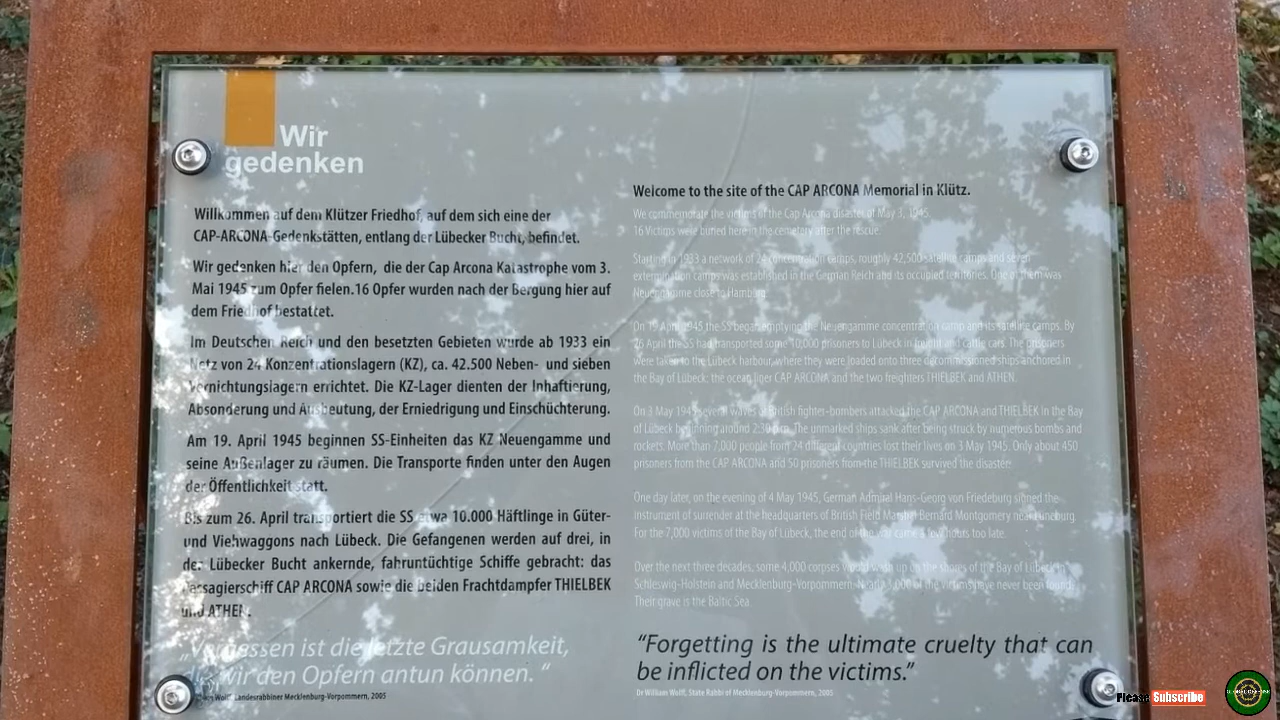 Wir
gedenken
Willkommen auf dem Klützer Friedhof, auf dem sich eine der
CAP-ARCONA-Gedenkstätten, entlang der Lübecker Bucht, befindet.
Wir gedenken hier den Opfern, die der Cap Arcona Katastrophe vom 3.
Mai 1945 zum Opfer fielen.16 Opfer wurden nach der Bergung hier auf
dem Friedhof bestattet.
Im Deutschen Reich und den besetzten Gebieten wurde ab 1933 ein
Netz von 24 Konzentrationslagern (KZ), ca. 42.500 Neben- und sieben
Vernichtungslagern errichtet. Die KZ-Lager dienten der Inhaftierung,
Absonderung und Ausbeutung, der Erniedrigung und Einschüchterung.
Am 19. April 1945 beginnen SS-Einheiten das KZ Neuengamme und
seine Außenlager zu räumen. Die Transporte finden unter den Augen
der Öffentlichkeit statt.
Bis zum 26. April transportiert die SS etwa 10.000 Häftlinge in Güter-
und Viehwaggons nach Lübeck. Die Gefangenen werden auf drei, in
der Lübecker Bucht ankernde, fahruntüchtige Schiffe gebracht: das
Passagierschiff CAP ARCONA sowie die beiden Frachtdampfer THIELBEK
und ATHEN.
„Vergessen ist die letzte Grausamkeit,
wir den Opfern antun können. “
Wolff, Landesrabbiner Mecklenburg-Vorpommern, 2005
Welcome to the site of the CAP ARCONA Memorial in Klütz.
We commemorate the victims of the Cap Arcona disaster of May 3, 1945.
16 Victims were buried here in the cemetery after the rescue.
Starting in 1933 a network of 24 concentration camps, roughly 42,500 satellite camps and seven
extermination camps was established in the German Reich and its occupied territories. One of them was
Neuengamme close to Hamburg.
On 19 April 1945 the SS began emptying the Neuengamme concentration camp and its satellite camps. By
26 April the SS had transported some 10,000 prisoners to Lübeck in freight and cattle cars. The prisoners
were taken to the Lübeck harbour, where they were loaded onto three decommissioned ships anchored in
the Bay of Lübeck: the ocean liner CAP ARCONA and the two freighters THIELBEK and ATHEN.
On 3 May 1945 several waves of British fighter-bombers attacked the CAP ARCONA and THIELBEK in the Bay
of Lübeck beginning around 2:30 p.m. The unmarked ships sank after being struck by numerous bombs and
rockets. More than 7,000 people from 24 different countries lost their lives on 3 May 1945. Only about 450
prisoners from the CAP ARCONA and 50 prisoners from the THIELBEK survived the disaster.
One day later, on the evening of 4 May 1945, German Admiral Hans-Georg von Friedeburg signed the
instrument of surrender at the headquarters of British Field Marshal Bernard Montgomery near Lüneburg.
For the 7,000 victims of the Bay of Lübeck, the end of the war came a few hours too late.
Over the next three decades, some 4,000 corpses would wash up on the shores of the Bay of Lübeck in
Schleswig-Holstein and Mecklenburg-Vorpommern. Nearly 3,000 of the victims have never been found.
Their grave is the Baltic Sea.
“Forgetting is the ultimate cruelty that can
be inflicted on the victims.”
Dr William Wolff, State Rabbi of Mecklenburg-Vorpommern, 2005
Please Subscribe